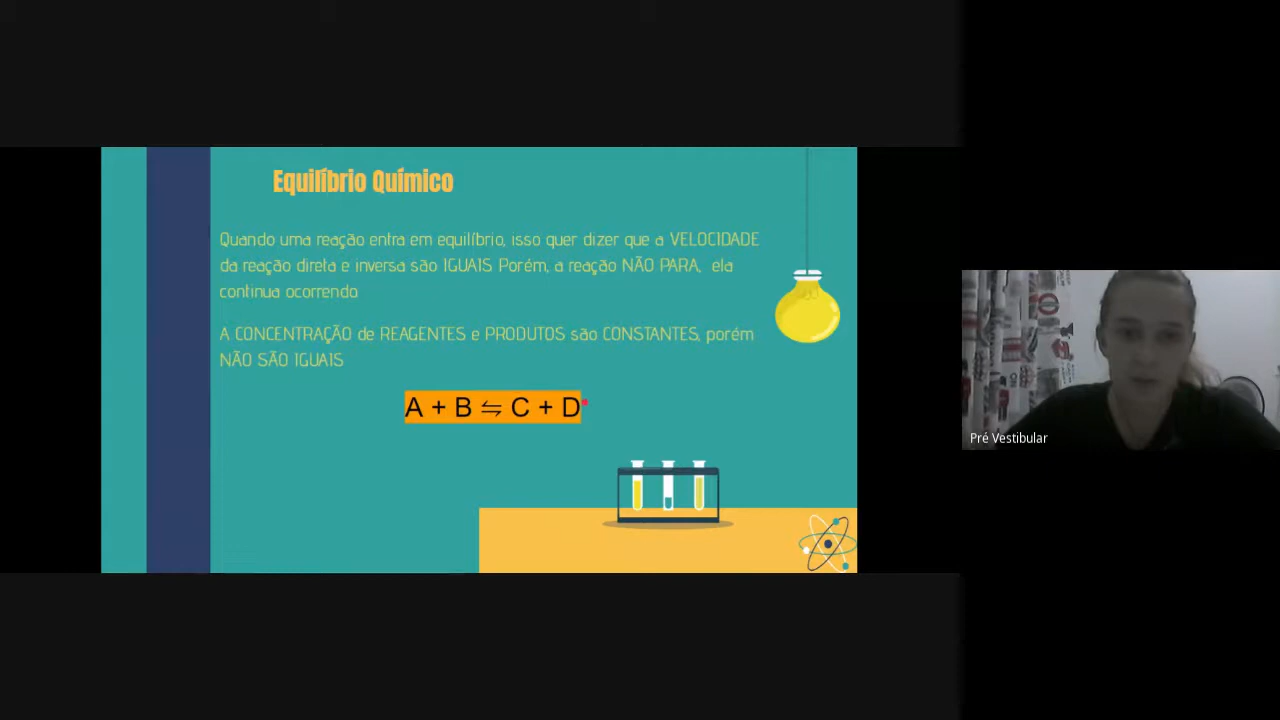 Equilíbrio Químico
Quando uma reação entra em equilíbrio, isso quer dizer que a VELOCIDADE
da reação direta e inversa são IGUAIS Porém, a reação NÃO PARA, ela
continua ocorrendo
A CONCENTRAÇÃO de REAGENTES e PRODUTOS são CONSTANTES, porém
NÃO SÃO IGUAIS
A + B ⇋ C + D
Pré Vestibular